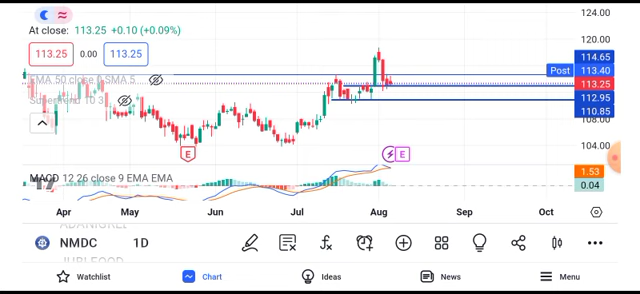 124.00
At close: 113.25 +0.10 (+0.09%)
120.00
113.25 0.00 113.25
114.65
Post 113.40
EMA 50 close 0 SMA 5
113.25
112.95
Supertrend 10 3
110.85
108.00
E E
104.00
MACD 12 26 close 9 EMA EMA
1.53
0.04
Apr May Jun Jul Aug Sep Oct
NMDC 1D
Watchlist Chart Ideas News Menu